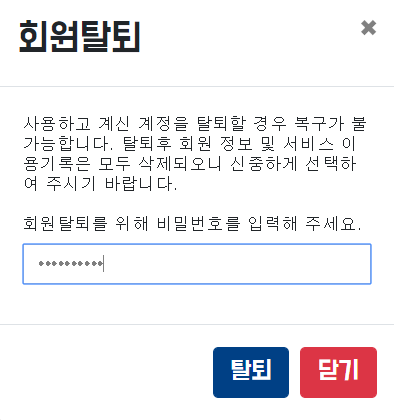 회원탈퇴
사용하고 계신 계정을 탈퇴할 경우 복구가 불
가능합니다. 탈퇴후 회원 정보 및 서비스 이
용기록은 모두 삭제되오니 신중하게 선택하
여 주시기 바랍니다.
회원탈퇴를 위해 비밀번호를 입력해 주세요.
••••••••••
탈퇴 닫기